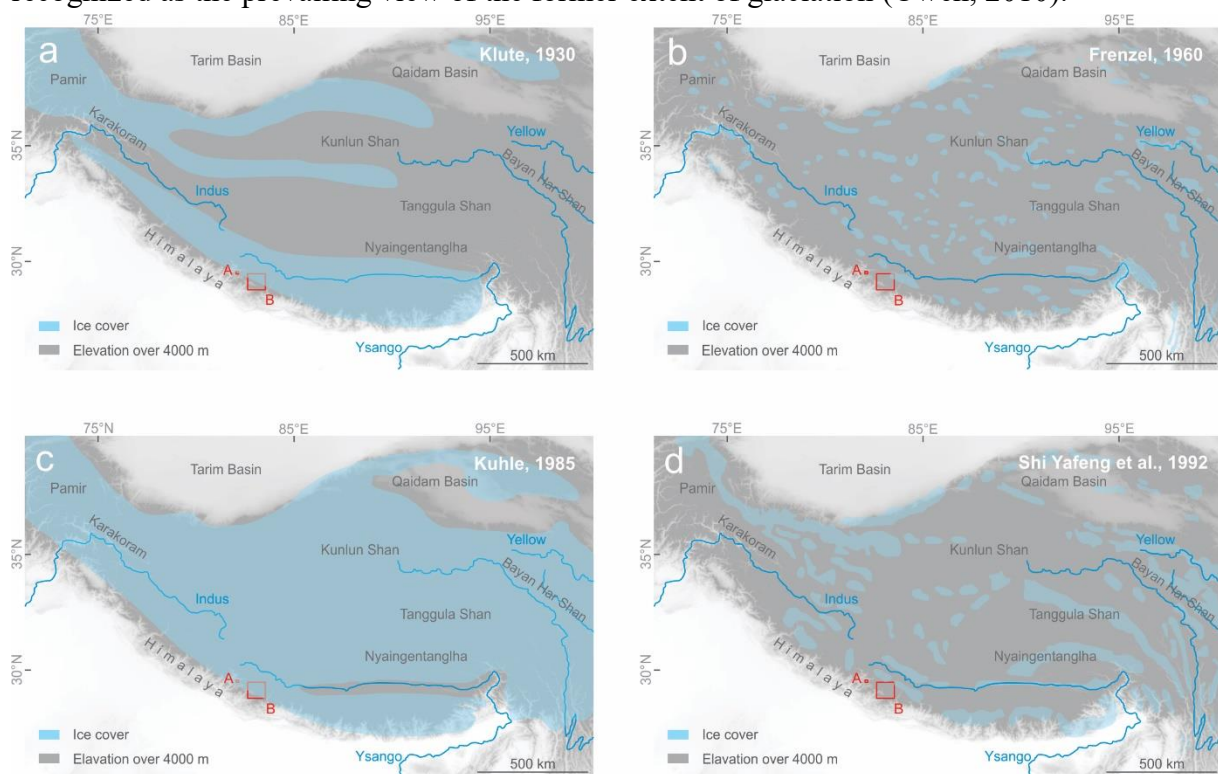 recognized as the prevailing view of the former extent of glaciation (Owen, 2010).
75°E 85°E 95°E
a
Klute, 1930
Tarim Basin
Qaidam Basin
Pamir
Karakoram
35°N
Kunlun Shan
Yellow
Bayan Har Shan
Indus
Tanggula Shan
Nyaingentanglha
30°N
Himalaya
A
B
Ice cover
Elevation over 4000 m
Ysango
500 km
75°E 85°E 95°E
b
Frenzel, 1960
Tarim Basin
Qaidam Basin
Pamir
Karakoram
35°N
Kunlun Shan
Yellow
Bayan Har Shan
Indus
Tanggula Shan
Nyaingentanglha
30°N
Himalaya
A
B
Ice cover
Elevation over 4000 m
Ysango
500 km
75°N 85°E 95°E
c
Kuhle, 1985
Tarim Basin
Qaidam Basin
Pamir
Karakoram
35°N
Kunlun Shan
Yellow
Bayan Har Shan
Indus
Tanggula Shan
Nyaingentanglha
30°N
Himalaya
A
B
Ice cover
Elavation over 4000 m
Ysango
500 km
75°E 85°E 95°E
d
Shi Yafeng et al., 1992
Tarim Basin
Qaidam Basin
Pamir
Karakoram
35°N
Kunlun Shan
Yellow
Bayan Har Shan
Indus
Tanggula Shan
Nyaingentanglha
30°N
Himalaya
A
B
Ice cover
Elevation over 4000 m
Ysango
500 km